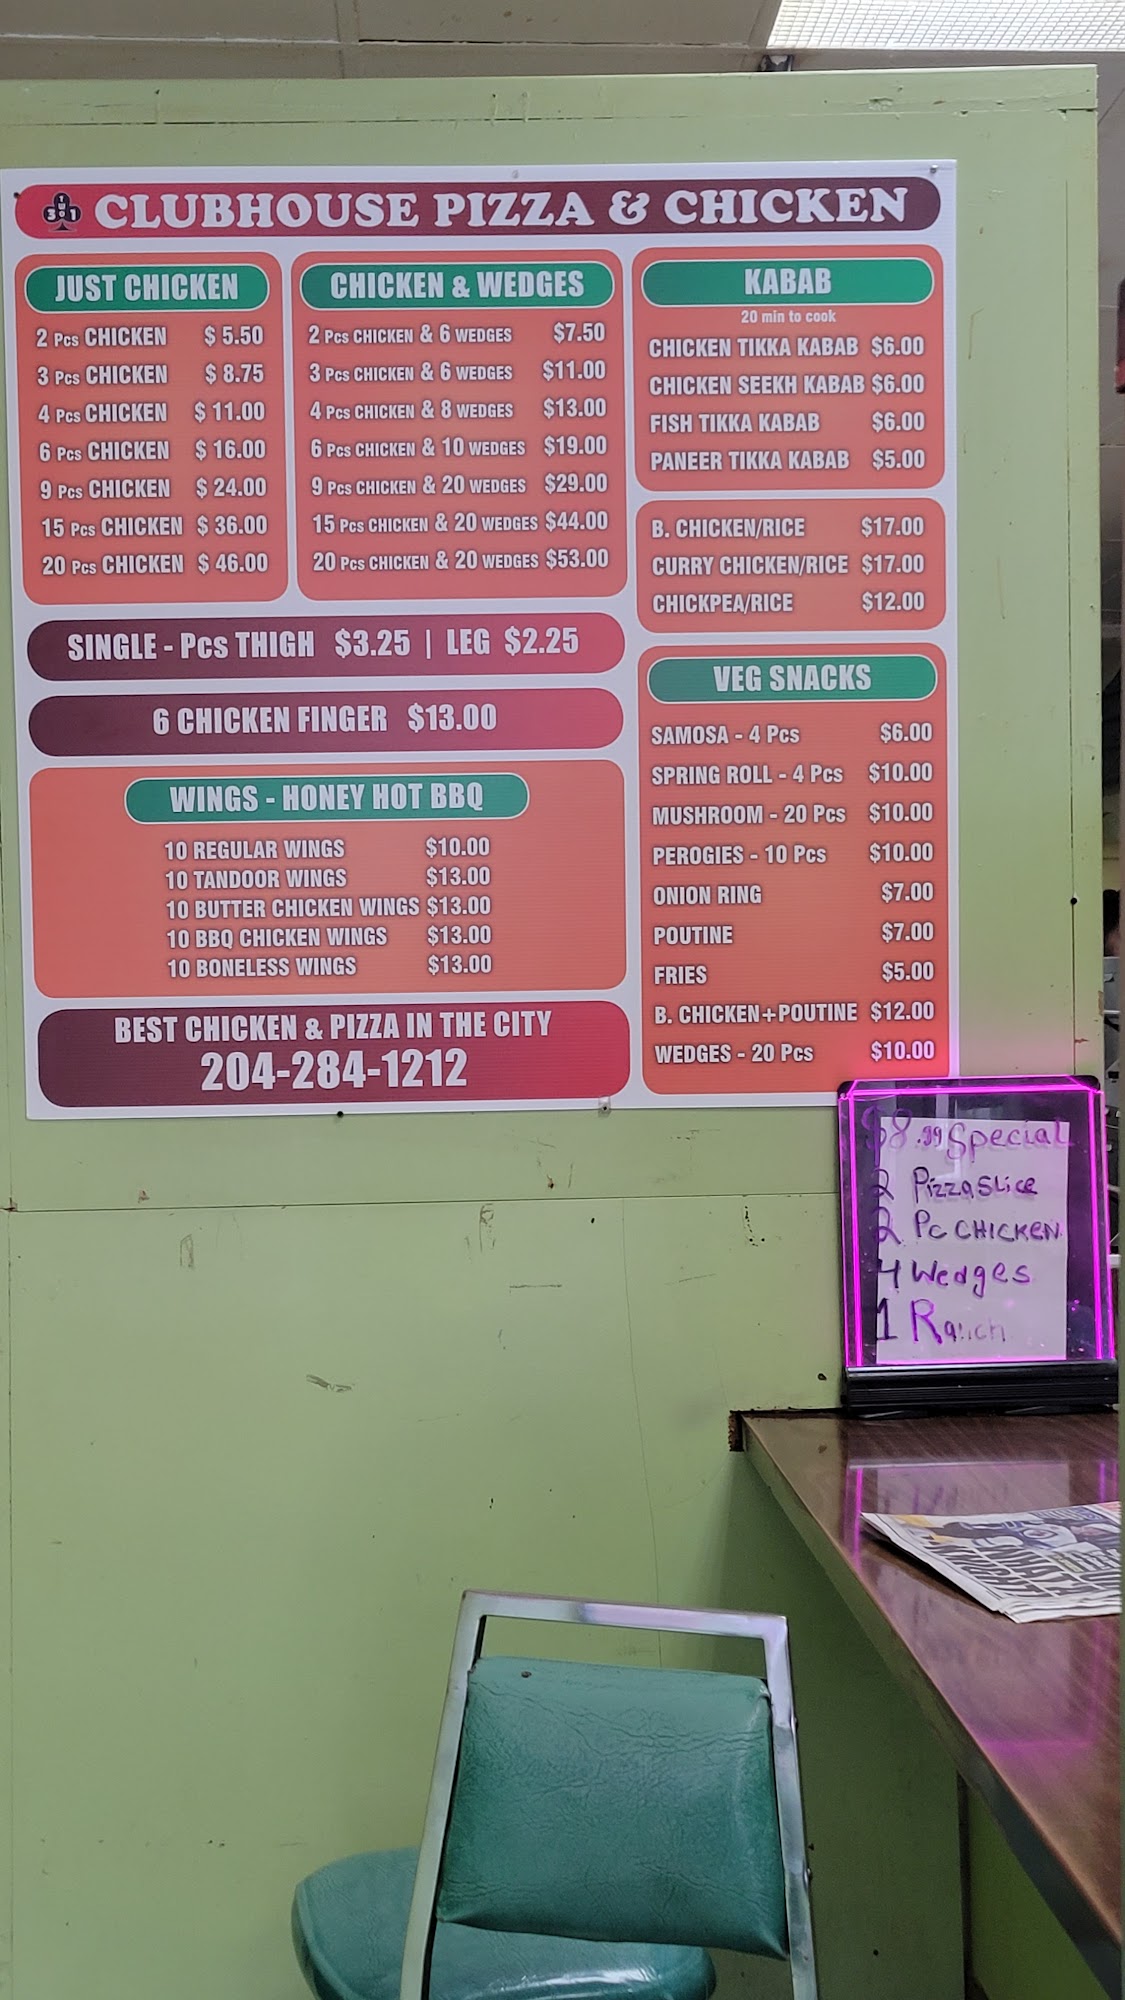 CLUBHOUSE PIZZA & CHICKEN
JUST CHICKEN
2 Pcs CHICKEN $ 5.50
3 Pcs CHICKEN $ 8.75
4 Pcs CHICKEN $ 11.00
6 Pcs CHICKEN $ 16.00
9 Pcs CHICKEN $ 24.00
15 Pcs CHICKEN $ 36.00
20 Pcs CHICKEN $ 46.00
CHICKEN & WEDGES
2 Pcs CHICKEN & 6 WEDGES $7.50
3 Pcs CHICKEN & 6 WEDGES $11.00
4 Pcs CHICKEN & 8 WEDGES $13.00
6 Pcs CHICKEN & 10 WEDGES $19.00
9 Pcs CHICKEN & 20 WEDGES $29.00
15 Pcs CHICKEN & 20 WEDGES $44.00
20 Pcs CHICKEN & 20 WEDGES $53.00
SINGLE - Pcs THIGH $3.25 | LEG $2.25
6 CHICKEN FINGER $13.00
WINGS - HONEY HOT BBQ
10 REGULAR WINGS $10.00
10 TANDOOR WINGS $13.00
10 BUTTER CHICKEN WINGS $13.00
10 BBQ CHICKEN WINGS $13.00
10 BONELESS WINGS $13.00
BEST CHICKEN & PIZZA IN THE CITY
204-284-1212
KABAB
20 min to cook
CHICKEN TIKKA KABAB $6.00
CHICKEN SEEKH KABAB $6.00
FISH TIKKA KABAB $6.00
PANEER TIKKA KABAB $5.00
B. CHICKEN/RICE $17.00
CURRY CHICKEN/RICE $17.00
CHICKPEA/RICE $12.00
VEG SNACKS
SAMOSA - 4 Pcs $6.00
SPRING ROLL - 4 Pcs $10.00
MUSHROOM - 20 Pcs $10.00
PEROGIES - 10 Pcs $10.00
ONION RING $7.00
POUTINE $7.00
FRIES $5.00
B. CHICKEN+POUTINE $12.00
WEDGES - 20 Pcs $10.00
$8.99 Special
2 Pizza Slice
2 Pc CHICKEN
4 Wedges
1 Ranch